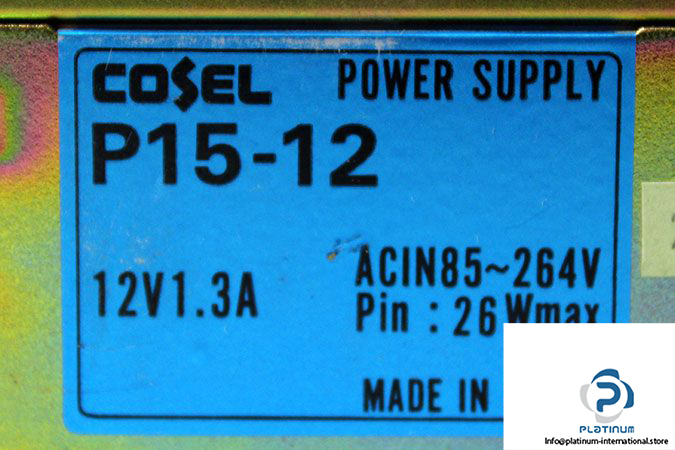 COSEL POWER SUPPLY
P15-12
12V1.3A
ACIN85~264V
Pin : 26Wmax
MADE IN
PLATINUM
Info@platinum-international.store